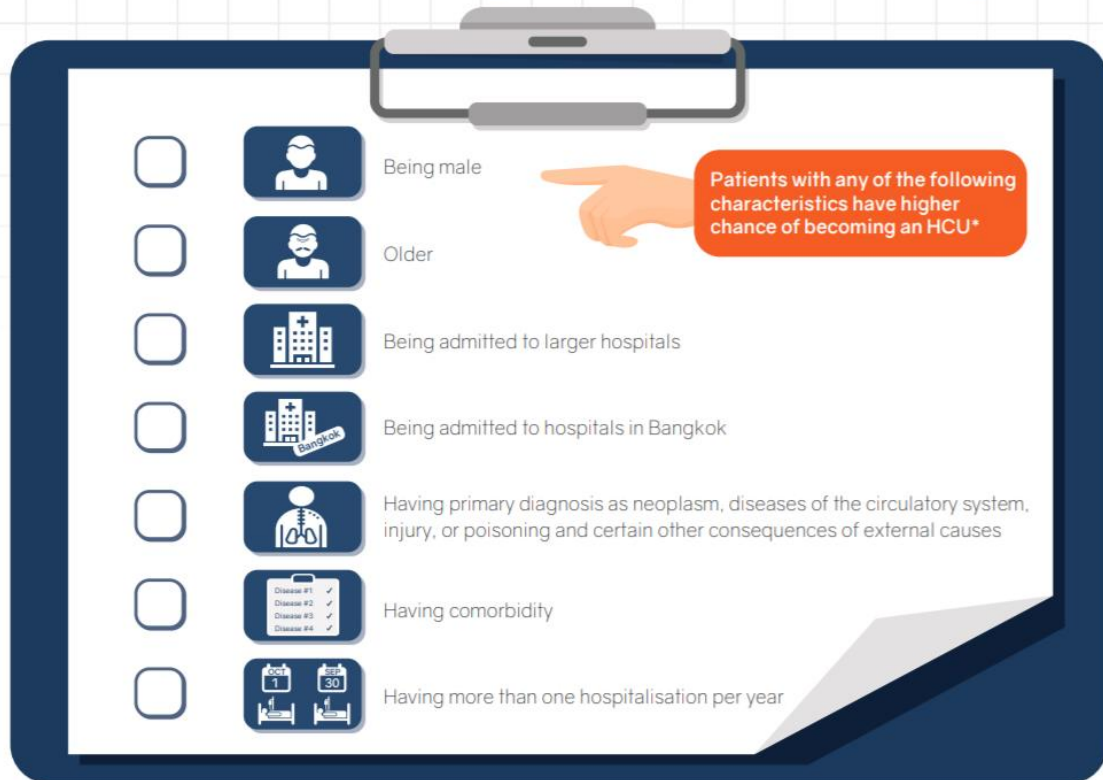 Being male
Patients with any of the following
characteristics have higher
chance of becoming an HCU*
Older
Being admitted to larger hospitals
Bangkok
Being admitted to hospitals in Bangkok
Having primary diagnosis as neoplasm, diseases of the circulatory system,
injury, or poisoning and certain other consequences of external causes
Disease #1 ✓
Disease #2 ✓
Disease #3 ✓
Disease #4 ✓
Having comorbidity
OCT
1
SEP
30
Having more than one hospitalisation per year